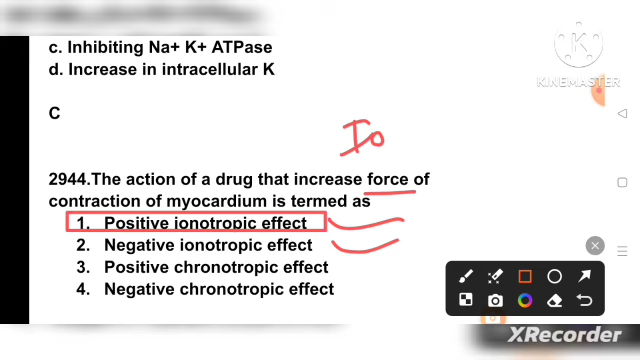 c. Inhibiting Na+ K+ ATPase
d. Increase in intracellular K
K
KINEMASTER
C
Io
2944.The action of a drug that increase force of
contraction of myocardium is termed as
1. Positive ionotropic effect
2. Negative ionotropic effect
3. Positive chronotropic effect
4. Negative chronotropic effect
XRecorder